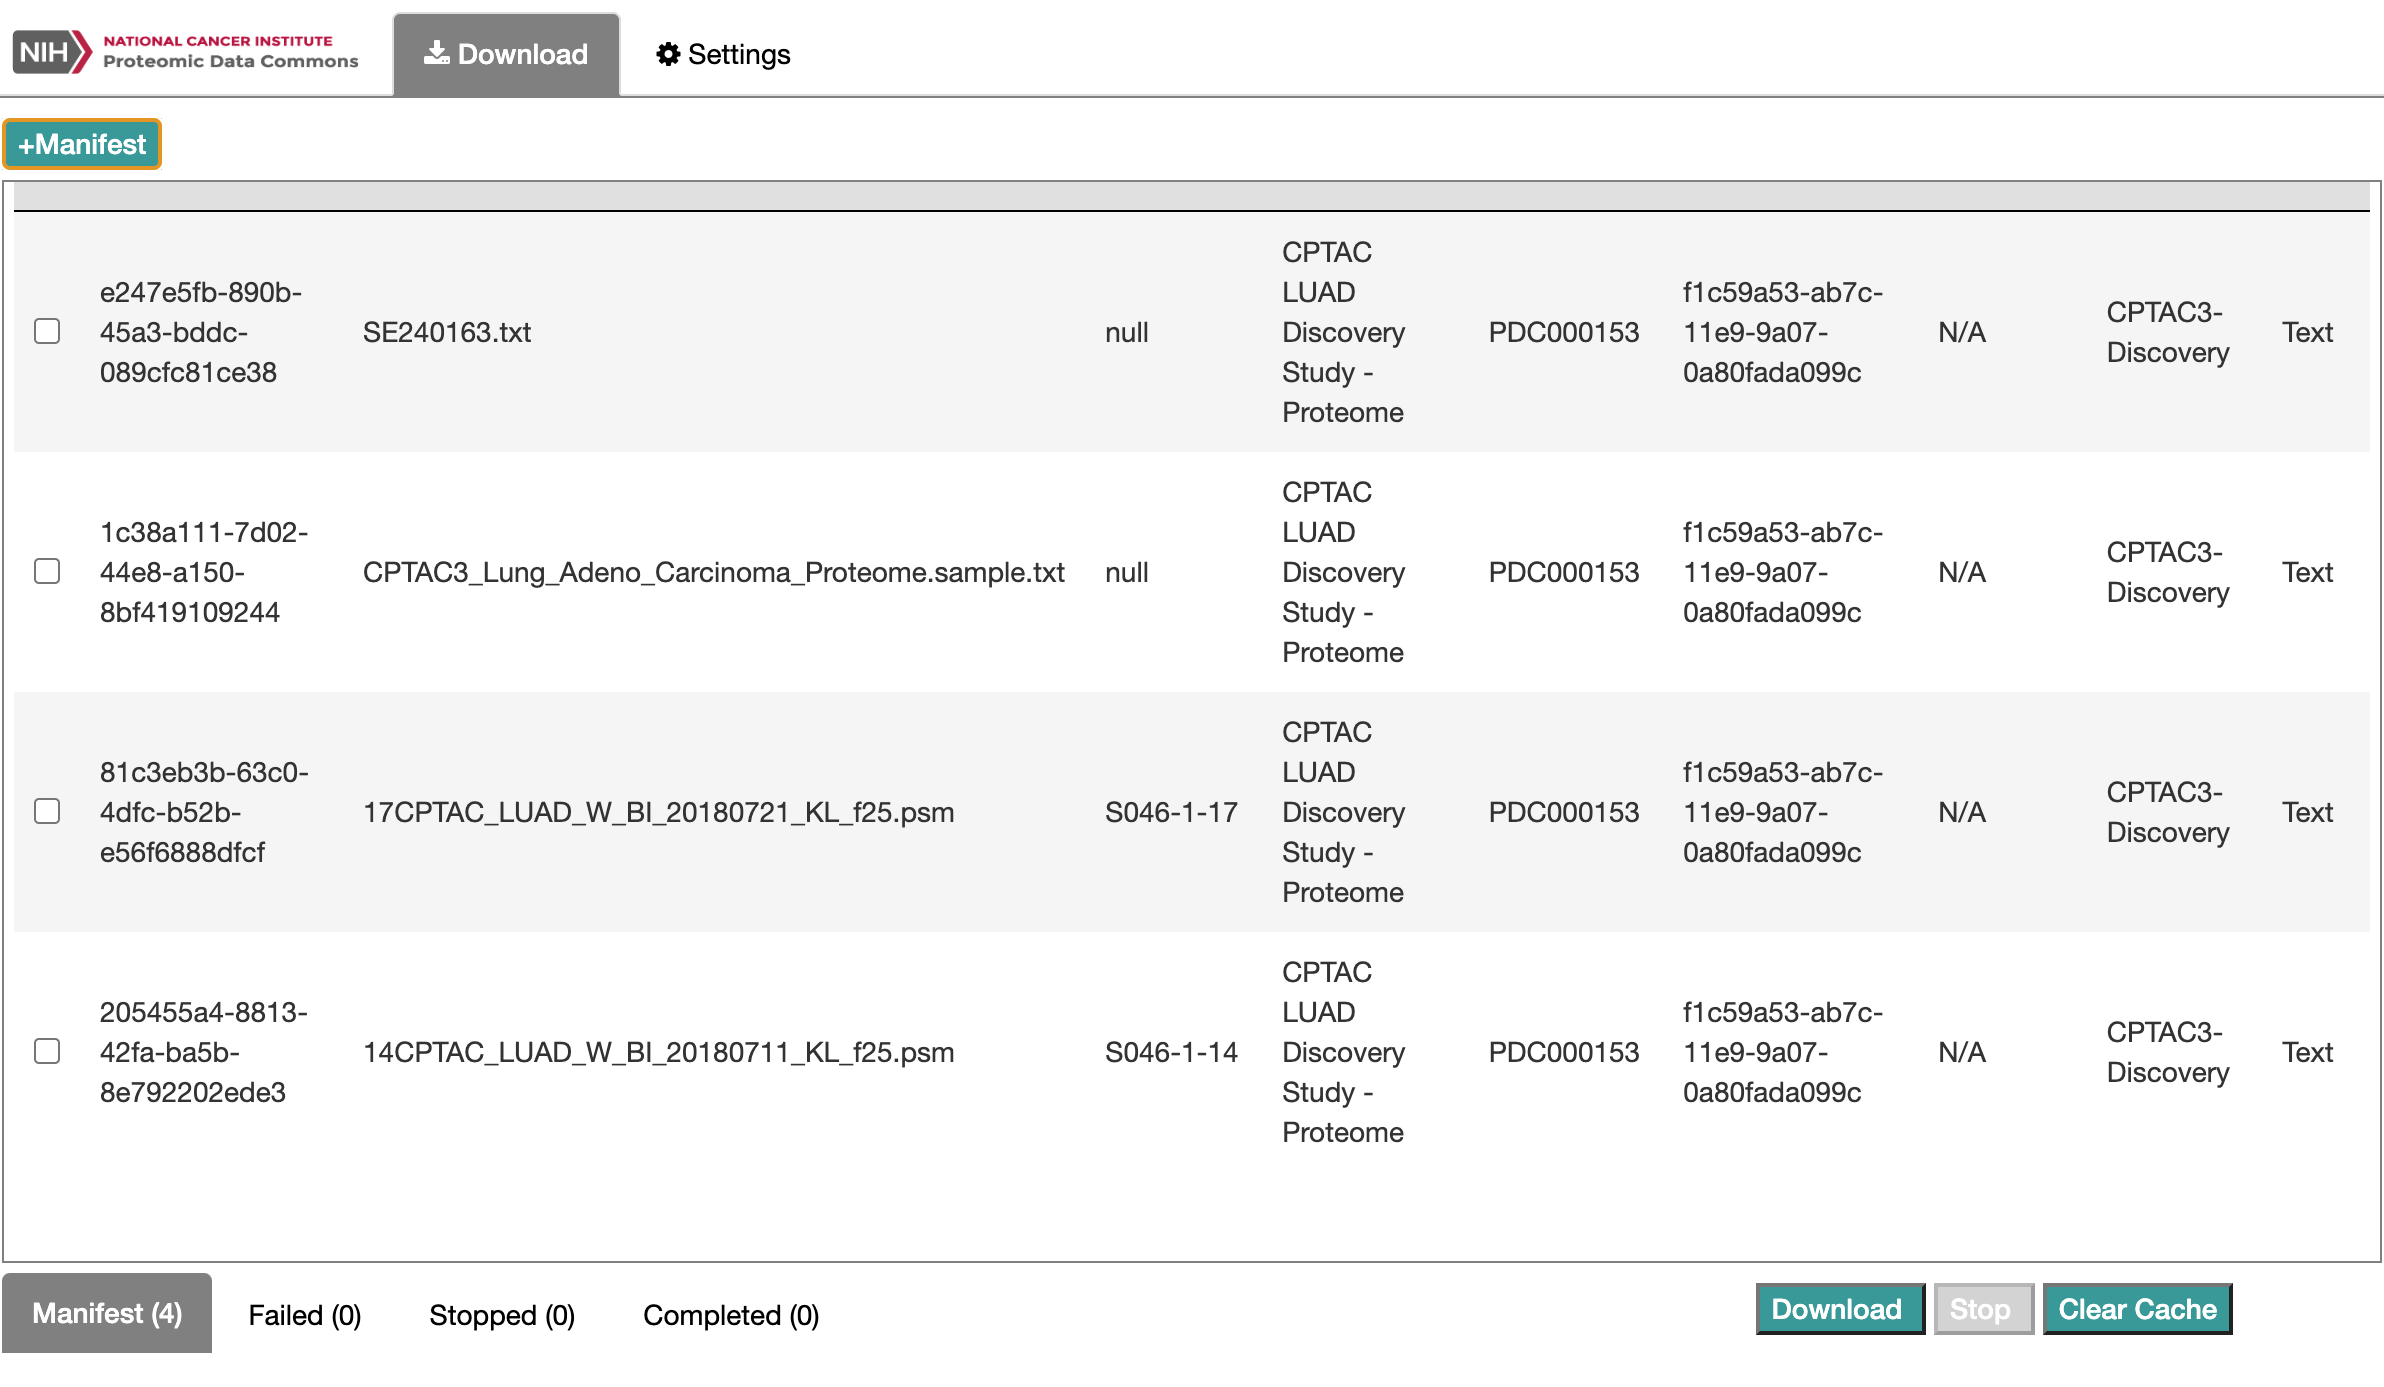 NIH NATIONAL CANCER INSTITUTE
Proteomic Data Commons
Download
Settings
+Manifest
e247e5fb-890b-
45a3-bddc-
089cfc81ce38
SE240163.txt
null
CPTAC
LUAD
Discovery
Study -
Proteome
PDC000153
f1c59a53-ab7c-
11e9-9a07-
0a80fada099c
N/A
CPTAC3-
Discovery
Text
1c38a111-7d02-
44e8-a150-
8bf419109244
CPTAC3_Lung_Adeno_Carcinoma_Proteome.sample.txt
null
CPTAC
LUAD
Discovery
Study -
Proteome
PDC000153
f1c59a53-ab7c-
11e9-9a07-
0a80fada099c
N/A
CPTAC3-
Discovery
Text
81c3eb3b-63c0-
4dfc-b52b-
e56f6888dfcf
17CPTAC_LUAD_W_BI_20180721_KL_f25.psm
S046-1-17
CPTAC
LUAD
Discovery
Study -
Proteome
PDC000153
f1c59a53-ab7c-
11e9-9a07-
0a80fada099c
N/A
CPTAC3-
Discovery
Text
205455a4-8813-
42fa-ba5b-
8e792202ede3
14CPTAC_LUAD_W_BI_20180711_KL_f25.psm
S046-1-14
CPTAC
LUAD
Discovery
Study -
Proteome
PDC000153
f1c59a53-ab7c-
11e9-9a07-
0a80fada099c
N/A
CPTAC3-
Discovery
Text
Manifest (4)
Failed (0)
Stopped (0)
Completed (0)
Download
Stop
Clear Cache